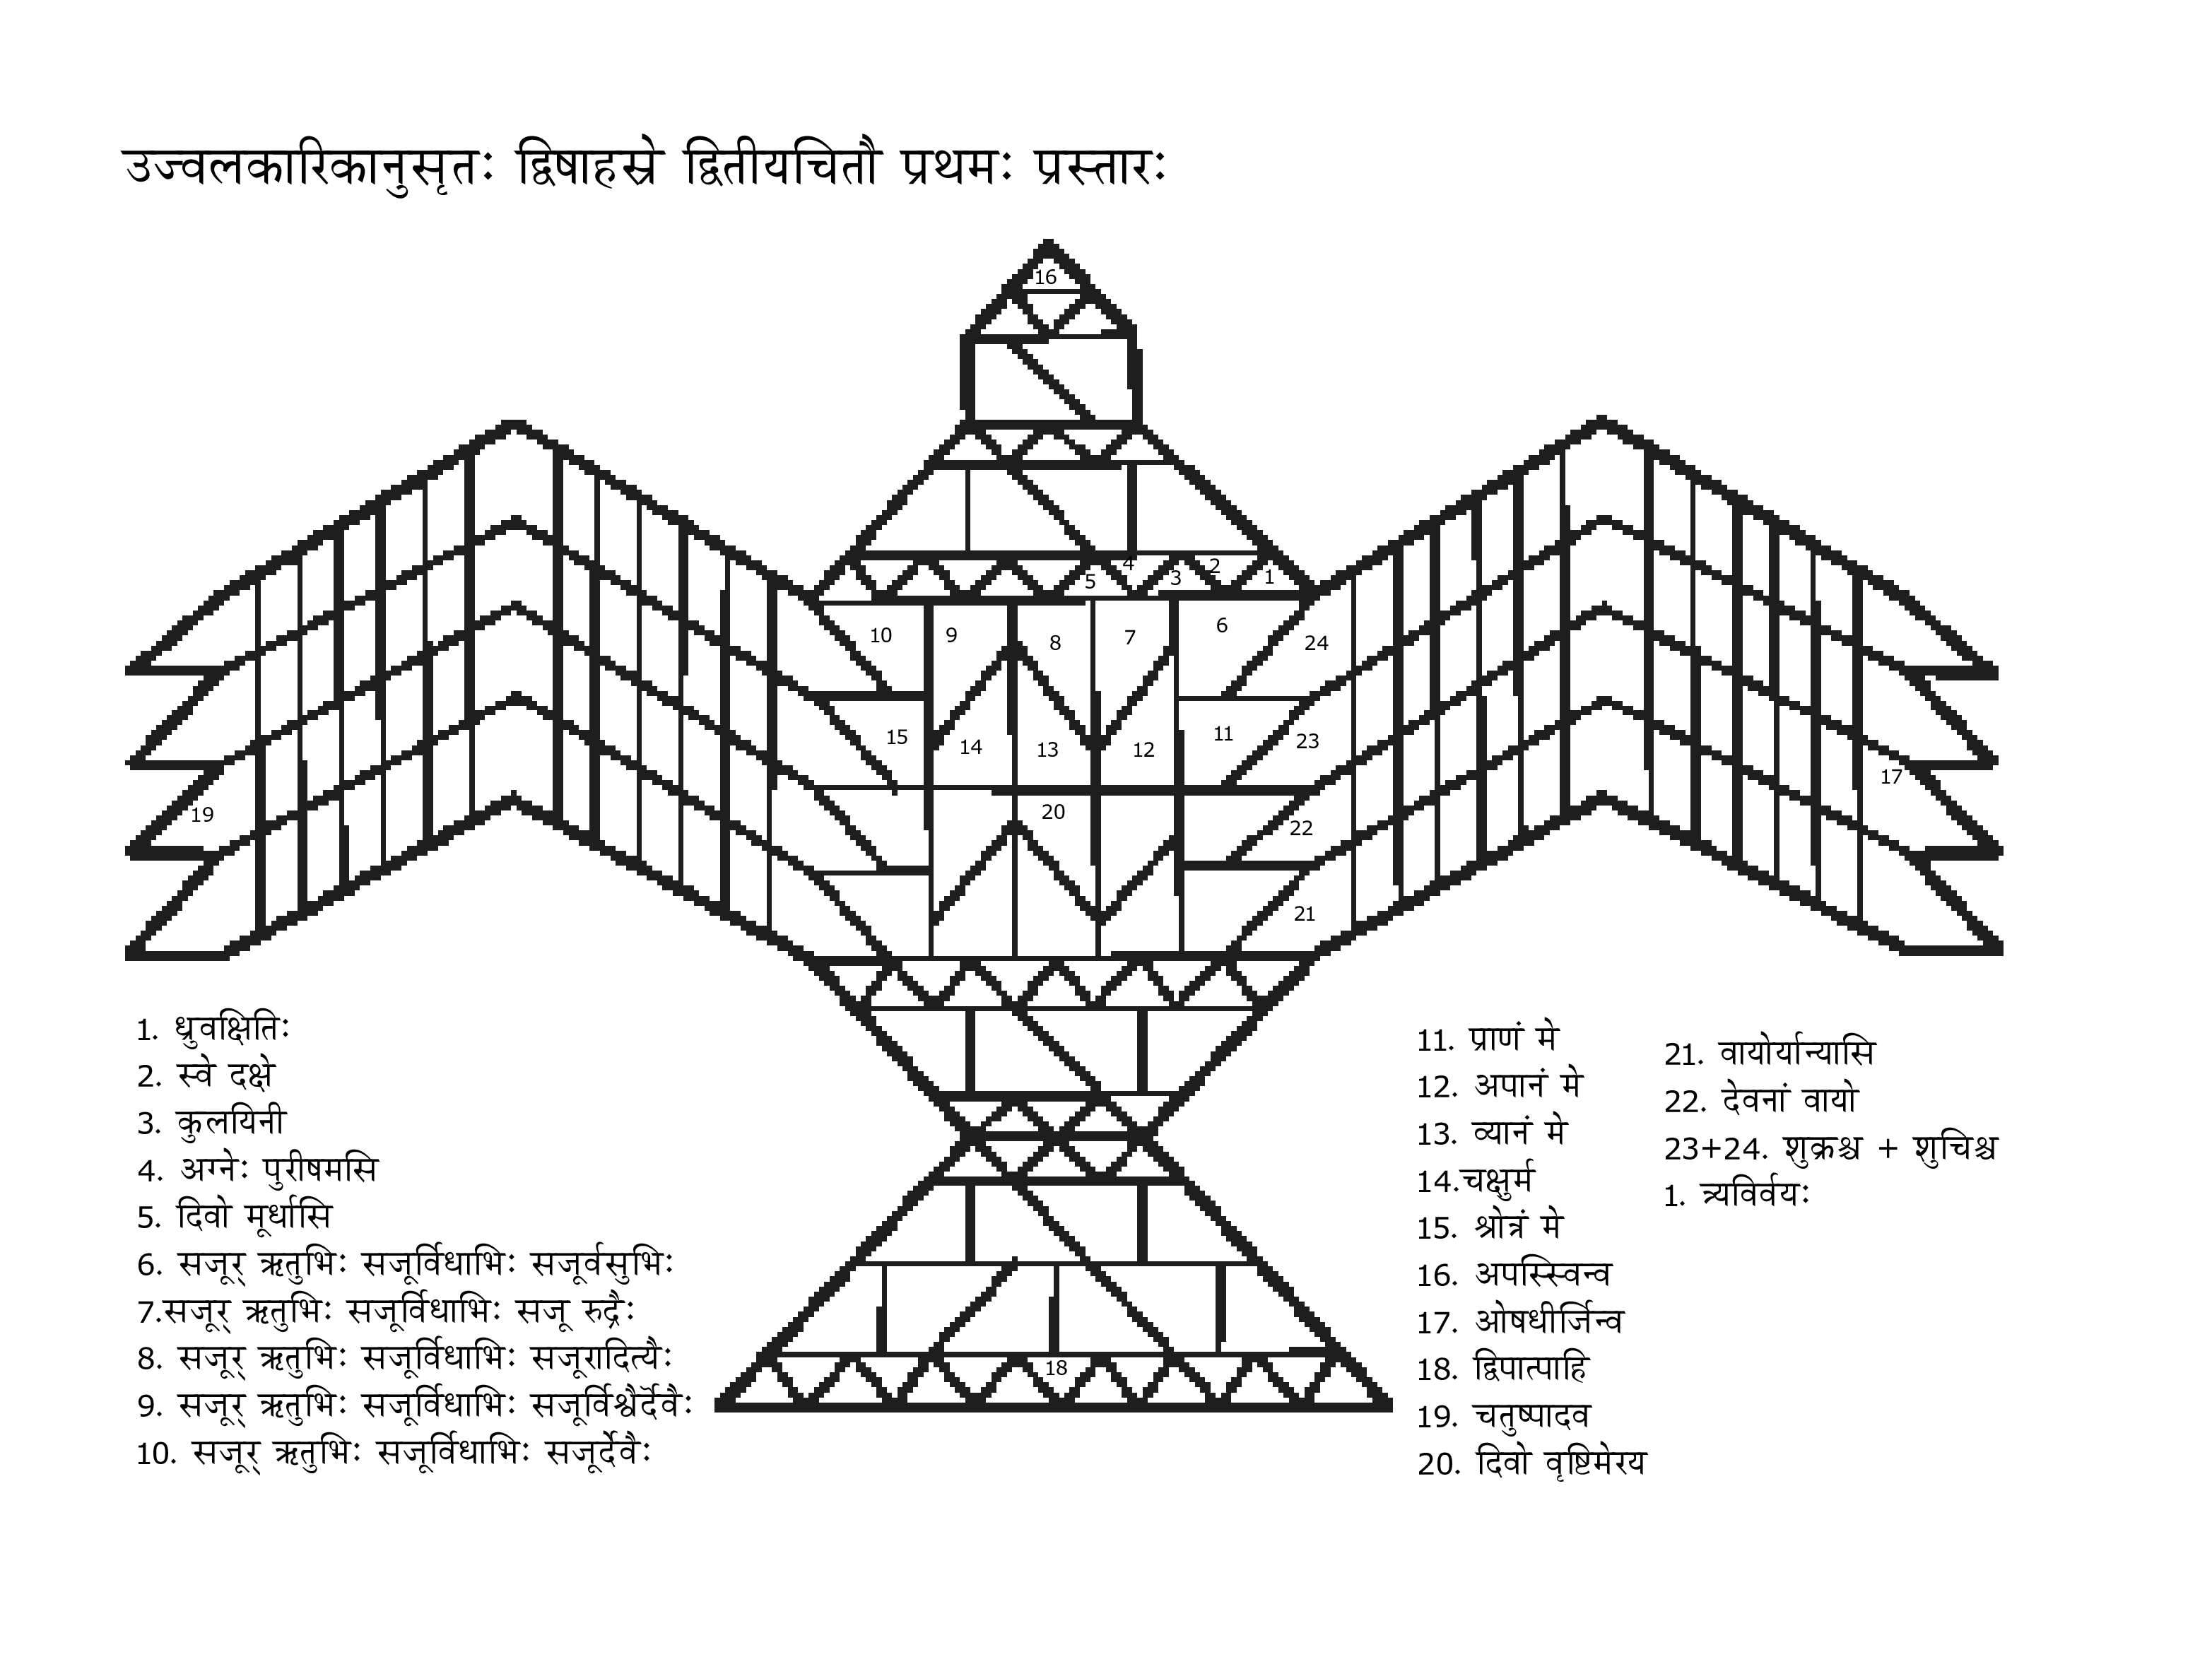 उज्वलकारिकानुसृतः द्विषाहस्रे द्वितीयचितौ प्रथमः प्रस्तारः
16
4
2
5
3
1
10
9
8
7
6
24
15
14
13
12
11
23
17
19
20
22
21
18
1. ध्रुवक्षितिः
2. स्वे दक्षे
3. कुलयिनी
4. अग्नेः पुरीषमसि
5. दिवो मूर्धासि
6. सजूर् ऋतुभिः सजूर्विधाभिः सजूर्वसुभिः
7.सजूर् ऋतुभिः सजूर्विधाभिः सजू रुद्रैः
8. सजूर् ऋतुभिः सजूर्विधाभिः सजूरादित्यैः
9. सजूर् ऋतुभिः सजूर्विधाभिः सजूर्विश्वैर्देवैः
10. सजूर् ऋतुभिः सजूर्विधाभिः सजूर्देवैः
11. प्राणं मे
12. अपानं मे
13. व्यानं मे
14.चक्षुर्म
15. श्रोत्रं मे
16. अपस्स्विन्व
17. ओषधीर्जिन्व
18. द्विपात्पाहि
19. चतुष्पादव
20. दिवो वृष्टिमेरय
21. वायोर्यान्यासि
22. देवनां वायो
23+24. शुक्रश्च + शुचिश्च
1. त्र्यविर्वयः